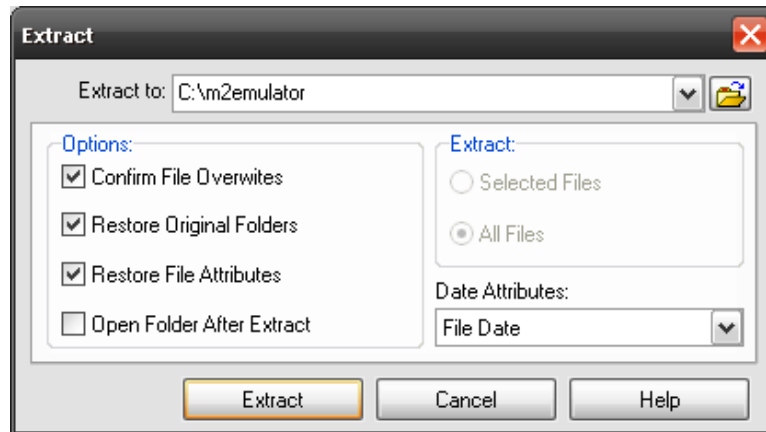 Extract
Extract to: C:\m2emulator
Options:
Confirm File Overwites
Restore Original Folders
Restore File Attributes
Open Folder After Extract
Extract:
Selected Files
All Files
Date Attributes:
File Date
Extract Cancel Help